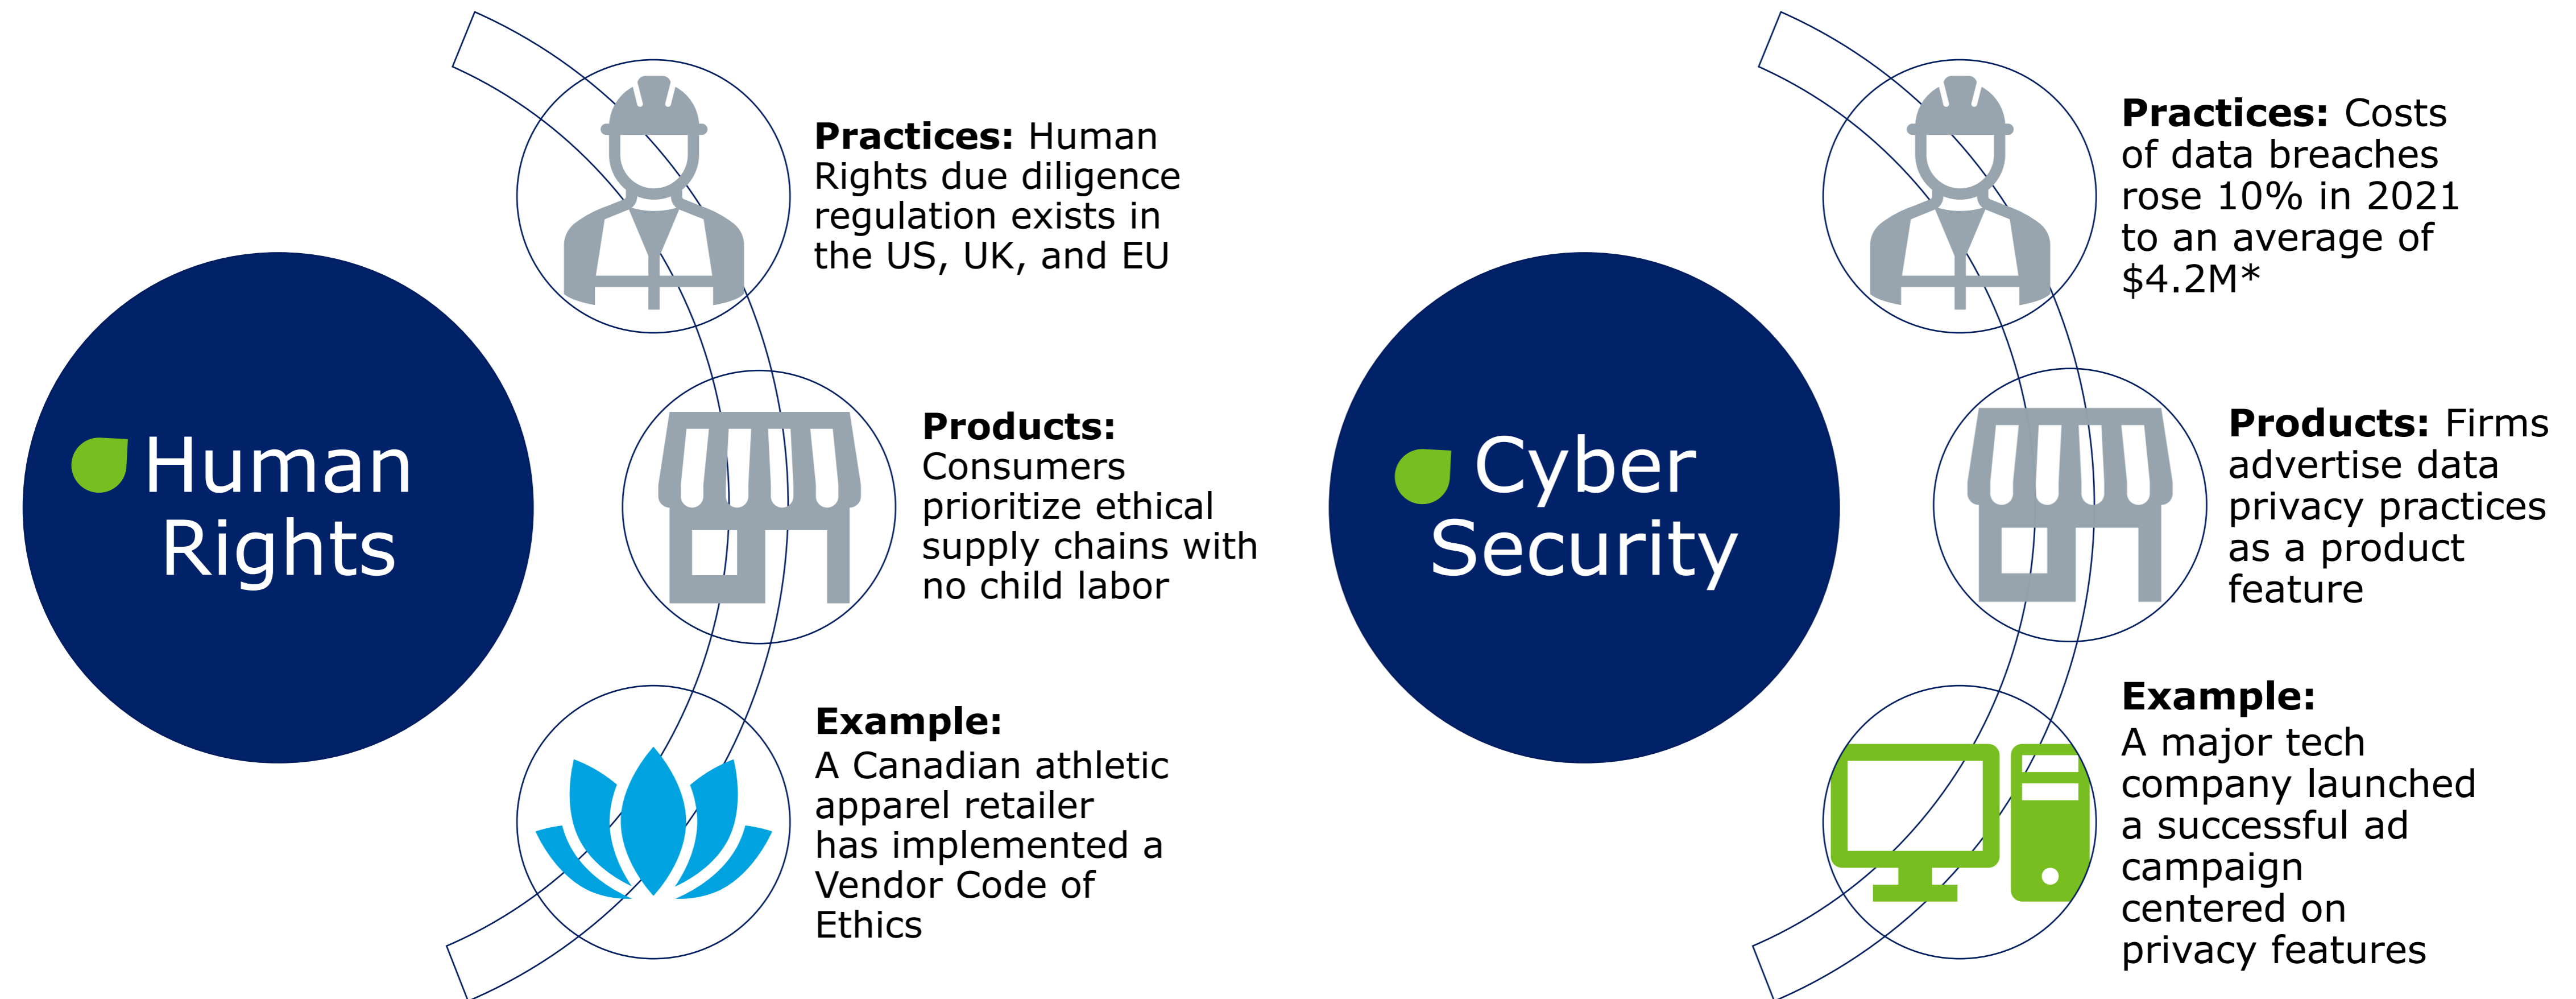 Human
Rights
Practices: Human
Rights due diligence
regulation exists in
the US, UK, and EU
Products:
Consumers
prioritize ethical
supply chains with
no child labor
Example:
A Canadian athletic
apparel retailer
has implemented a
Vendor Code of
Ethics
Cyber
Security
Practices: Costs
of data breaches
rose 10% in 2021
to an average of
$4.2M*
Products: Firms
advertise data
privacy practices
as a product
feature
Example:
A major tech
company launched
a successful ad
campaign
centered on
privacy features